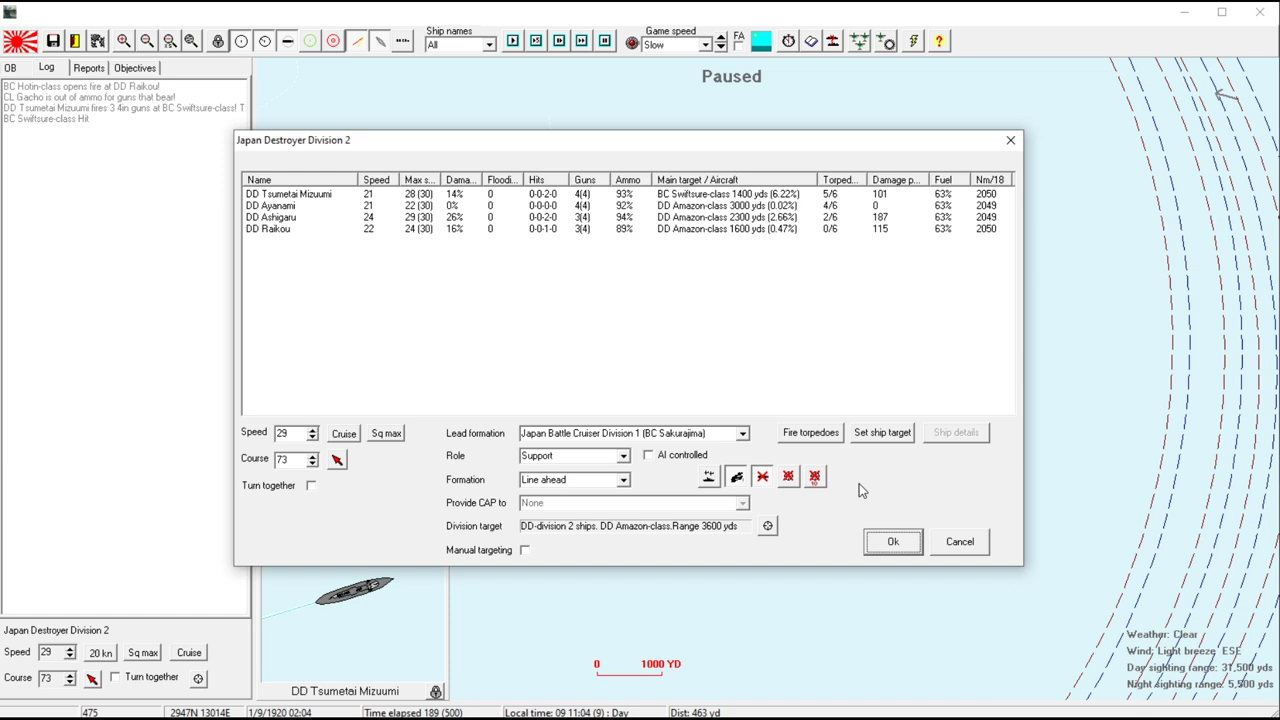 Ship names
All
Game speed
Slow
FA
OB Log Reports Objectives
BC Hotin-class opens fire at DD Raikou!
CL Gacho is out of ammo for guns that bear!
DD Tsumetai Mizuumi fires 3 4in guns at BC Swiftsure-class! T
BC Swiftsure-class Hit
Paused
Japan Destroyer Division 2
Name Speed Max s... Dama... Floodi... Hits Guns Ammo Main target / Aircraft Torped... Damage p... Fuel Nm/18
DD Tsumetai Mizuumi 21 28 (30) 14% 0 0-0-2-0 4(4) 93% BC Swiftsure-class 1400 yds (6.22%) 5/6 101 63% 2050
DD Ayanami 21 22 (30) 0% 0 0-0-0-0 4(4) 92% DD Amazon-class 3000 yds (0.02%) 4/6 0 63% 2049
DD Ashigaru 24 29 (30) 26% 0 0-0-2-0 3(4) 94% DD Amazon-class 2300 yds (2.66%) 2/6 187 63% 2049
DD Raikou 22 24 (30) 16% 0 0-0-1-0 3(4) 89% DD Amazon-class 1600 yds (0.47%) 0/6 115 63% 2050
Speed 29 Cruise Sq max
Course 73
Turn together
Lead formation Japan Battle Cruiser Division 1 (BC Sakurajima)
Role Support AI controlled
Formation Line ahead
Provide CAP to None
Division target DD-division 2 ships. DD Amazon-class.Range 3600 yds
Manual targeting
Fire torpedoes Set ship target Ship details
10
Ok Cancel
Japan Destroyer Division 2
Speed 29 20 kn Sq max Cruise
Course 73 Turn together
DD Tsumetai Mizuumi
0 1000 YD
Weather: Clear
Wind: Light breeze ESE
Day sighting range: 31,500 yds
Night sighting range: 5,500 yds
475 2947N 13014E 1/9/1920 02:04 Time elapsed 189 (500) Local time: 09 11:04 (9) : Day Dist: 463 yd